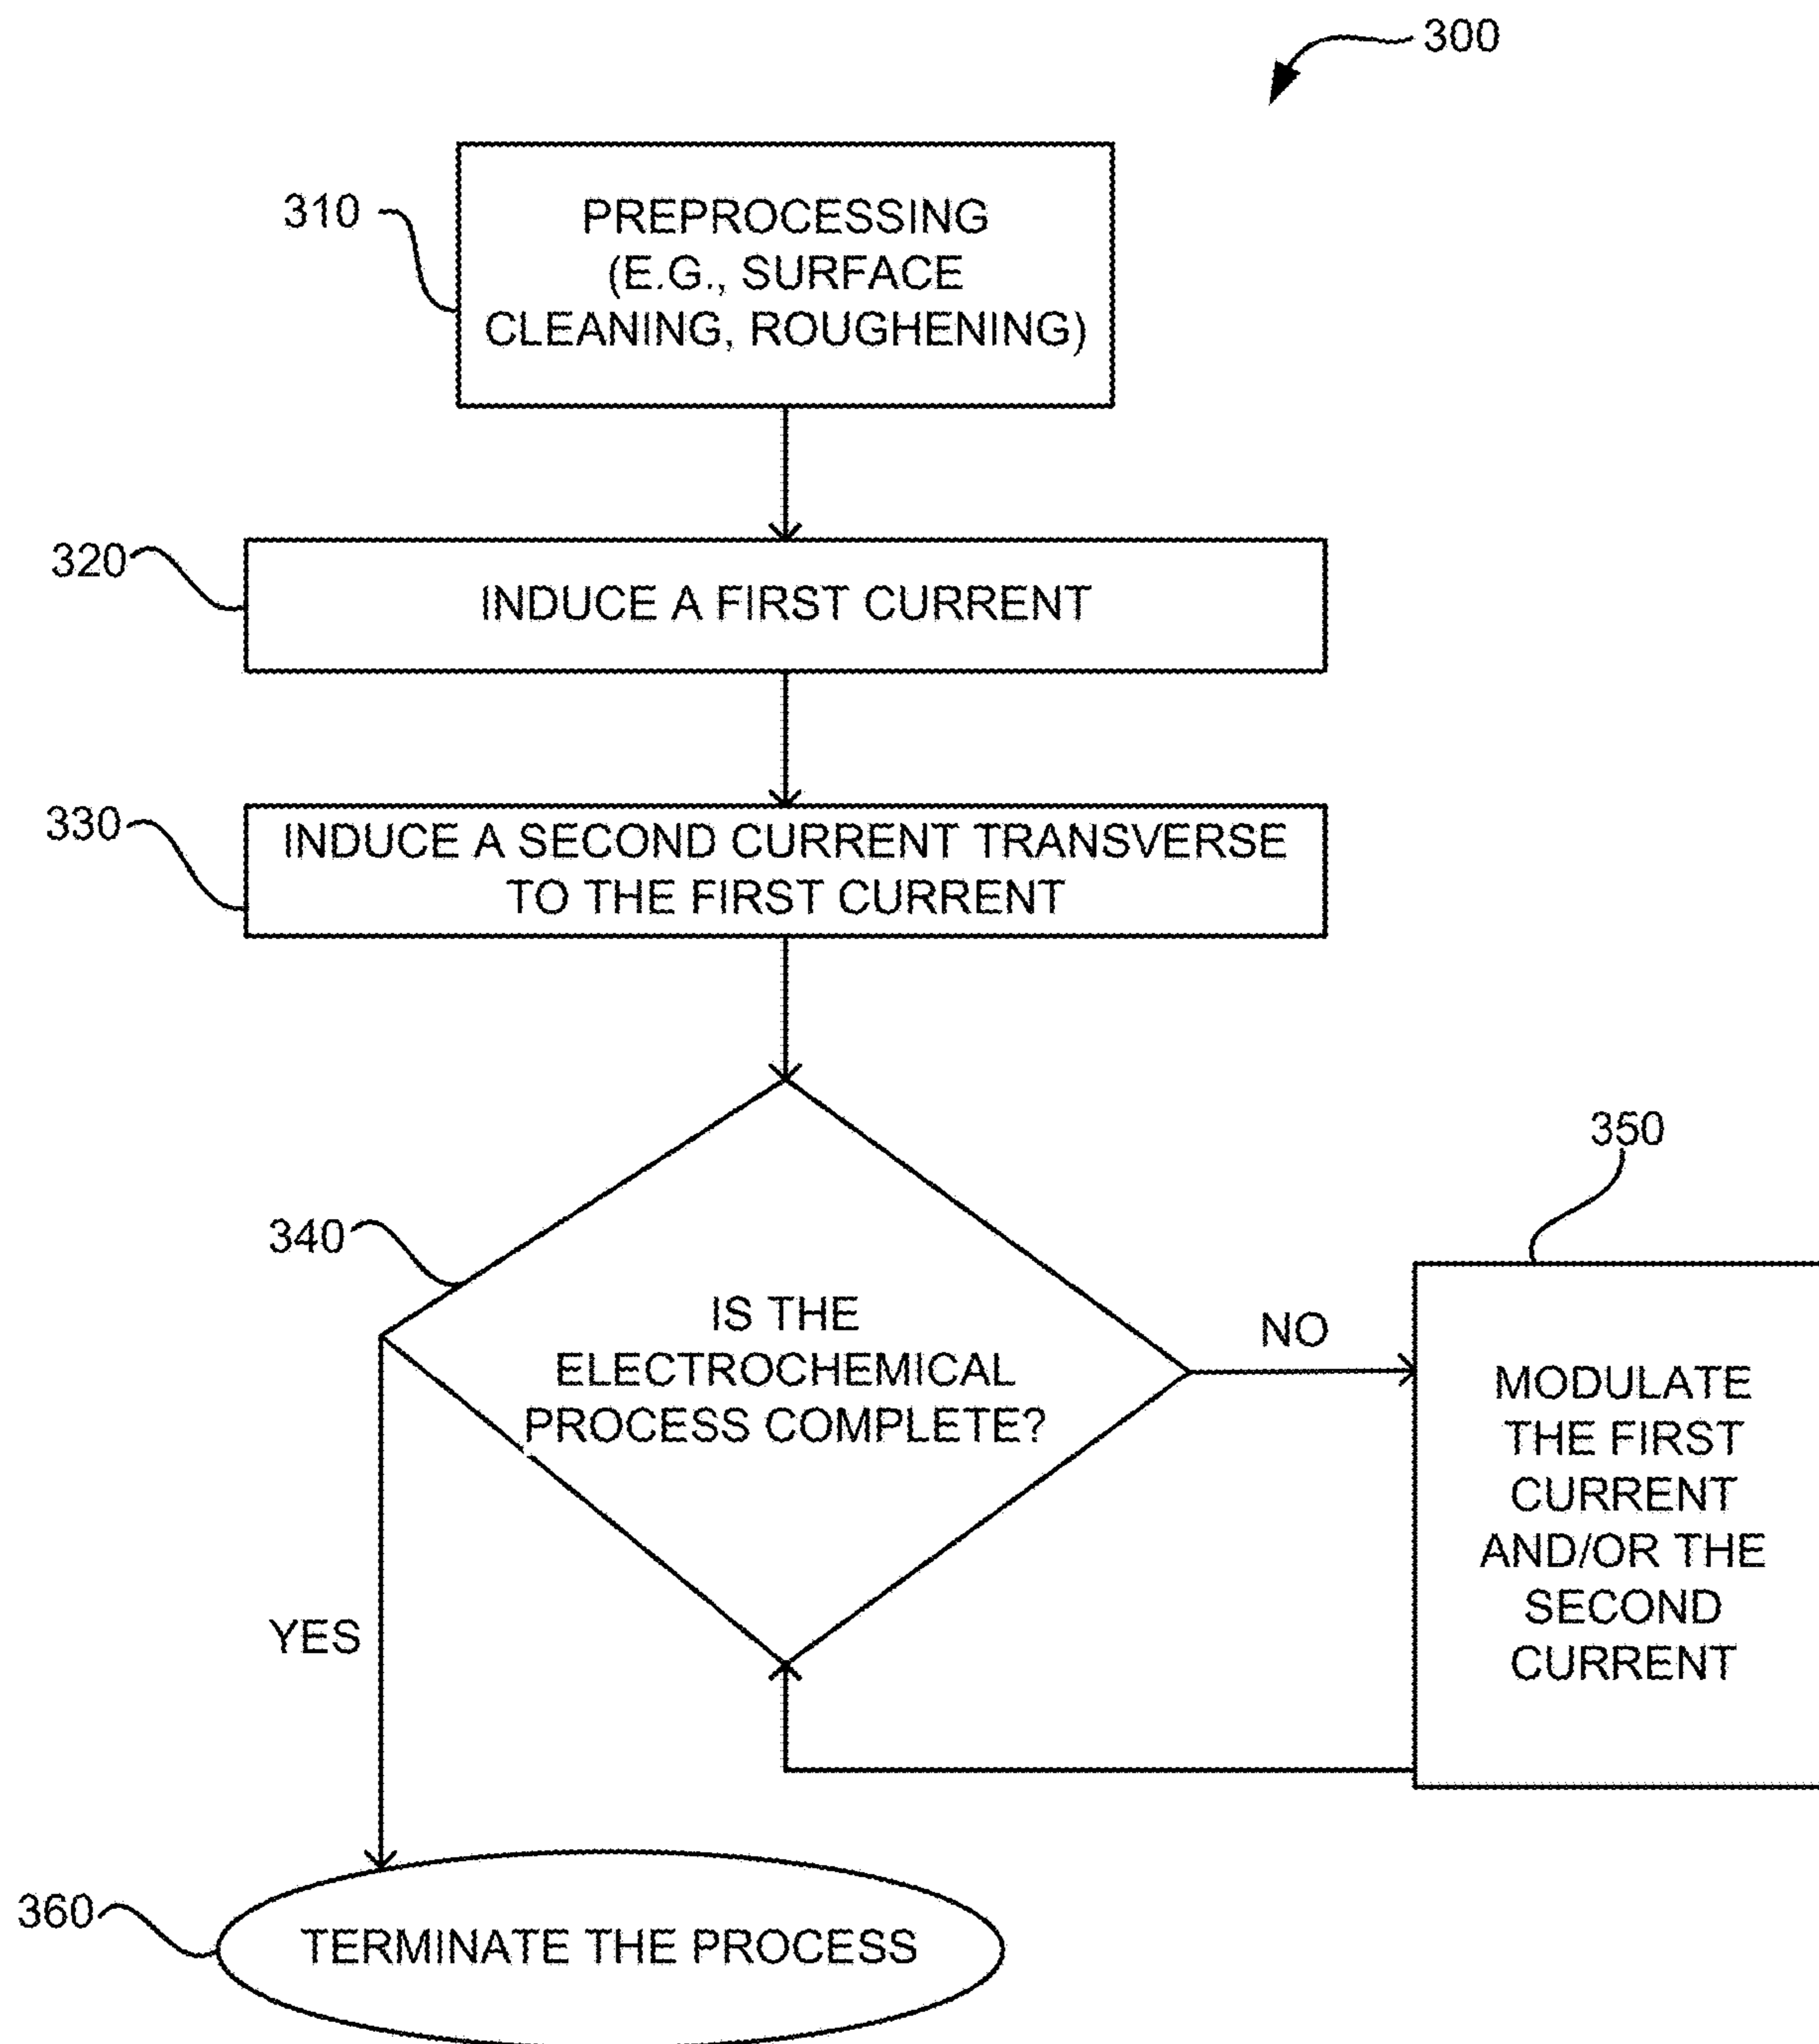 300
310
PREPROCESSING
(E.G., SURFACE
CLEANING, ROUGHENING)
320
INDUCE A FIRST CURRENT
330
INDUCE A SECOND CURRENT TRANSVERSE
TO THE FIRST CURRENT
340
IS THE
ELECTROCHEMICAL
PROCESS COMPLETE?
NO
350
MODULATE
THE FIRST
CURRENT
AND/OR THE
SECOND
CURRENT
YES
360
TERMINATE THE PROCESS